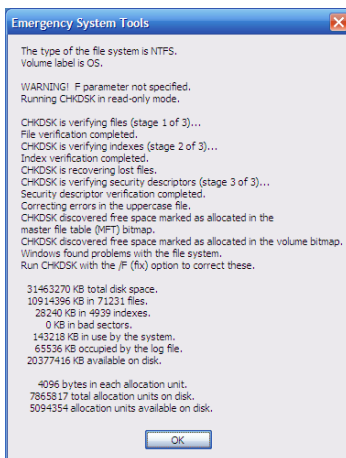 Emergency System Tools
The type of the file system is NTFS.
Volume label is OS.
WARNING! F parameter not specified.
Running CHKDSK in read-only mode.
CHKDSK is verifying files (stage 1 of 3)...
File verification completed.
CHKDSK is verifying indexes (stage 2 of 3)...
Index verification completed.
CHKDSK is recovering lost files.
CHKDSK is verifying security descriptors (stage 3 of 3)...
Security descriptor verification completed.
Correcting errors in the uppercase file.
CHKDSK discovered free space marked as allocated in the
master file table (MFT) bitmap.
CHKDSK discovered free space marked as allocated in the volume bitmap.
Windows found problems with the file system.
Run CHKDSK with the /F (fix) option to correct these.
31463270 KB total disk space.
10914396 KB in 71231 files.
28240 KB in 4939 indexes.
0 KB in bad sectors.
143218 KB in use by the system.
65536 KB occupied by the log file.
20377416 KB available on disk.
4096 bytes in each allocation unit.
7865817 total allocation units on disk.
5094354 allocation units available on disk.
OK